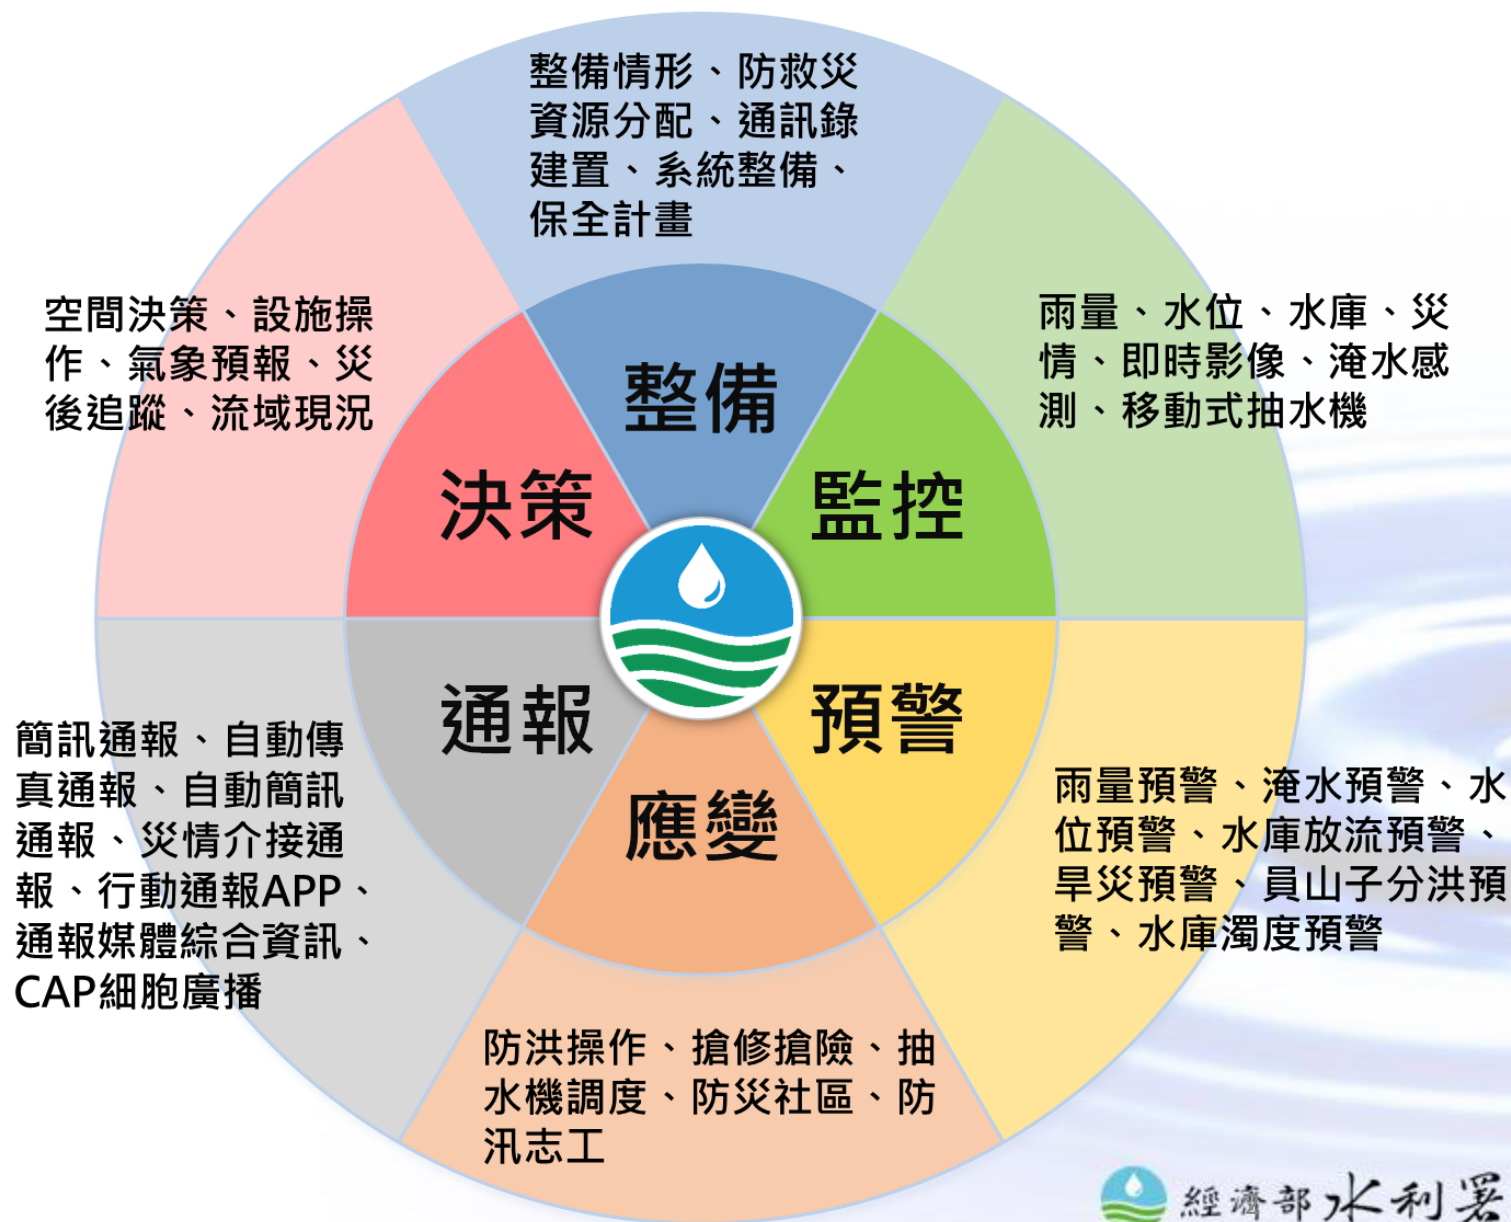 整備情形、防救災
資源分配、通訊錄
建置、系統整備、
保全計畫
整備
雨量、水位、水庫、災
情、即時影像、淹水感
測、移動式抽水機
監控
雨量預警、淹水預警、水
位預警、水庫放流預警、
旱災預警、員山子分洪預
警、水庫濁度預警
預警
應變
防洪操作、搶修搶險、抽
水機調度、防災社區、防
汛志工
通報
簡訊通報、自動傳
真通報、自動簡訊
通報、災情介接通
報、行動通報APP、
通報媒體綜合資訊、
CAP細胞廣播
決策
空間決策、設施操
作、氣象預報、災
後追蹤、流域現況
經濟部水利署